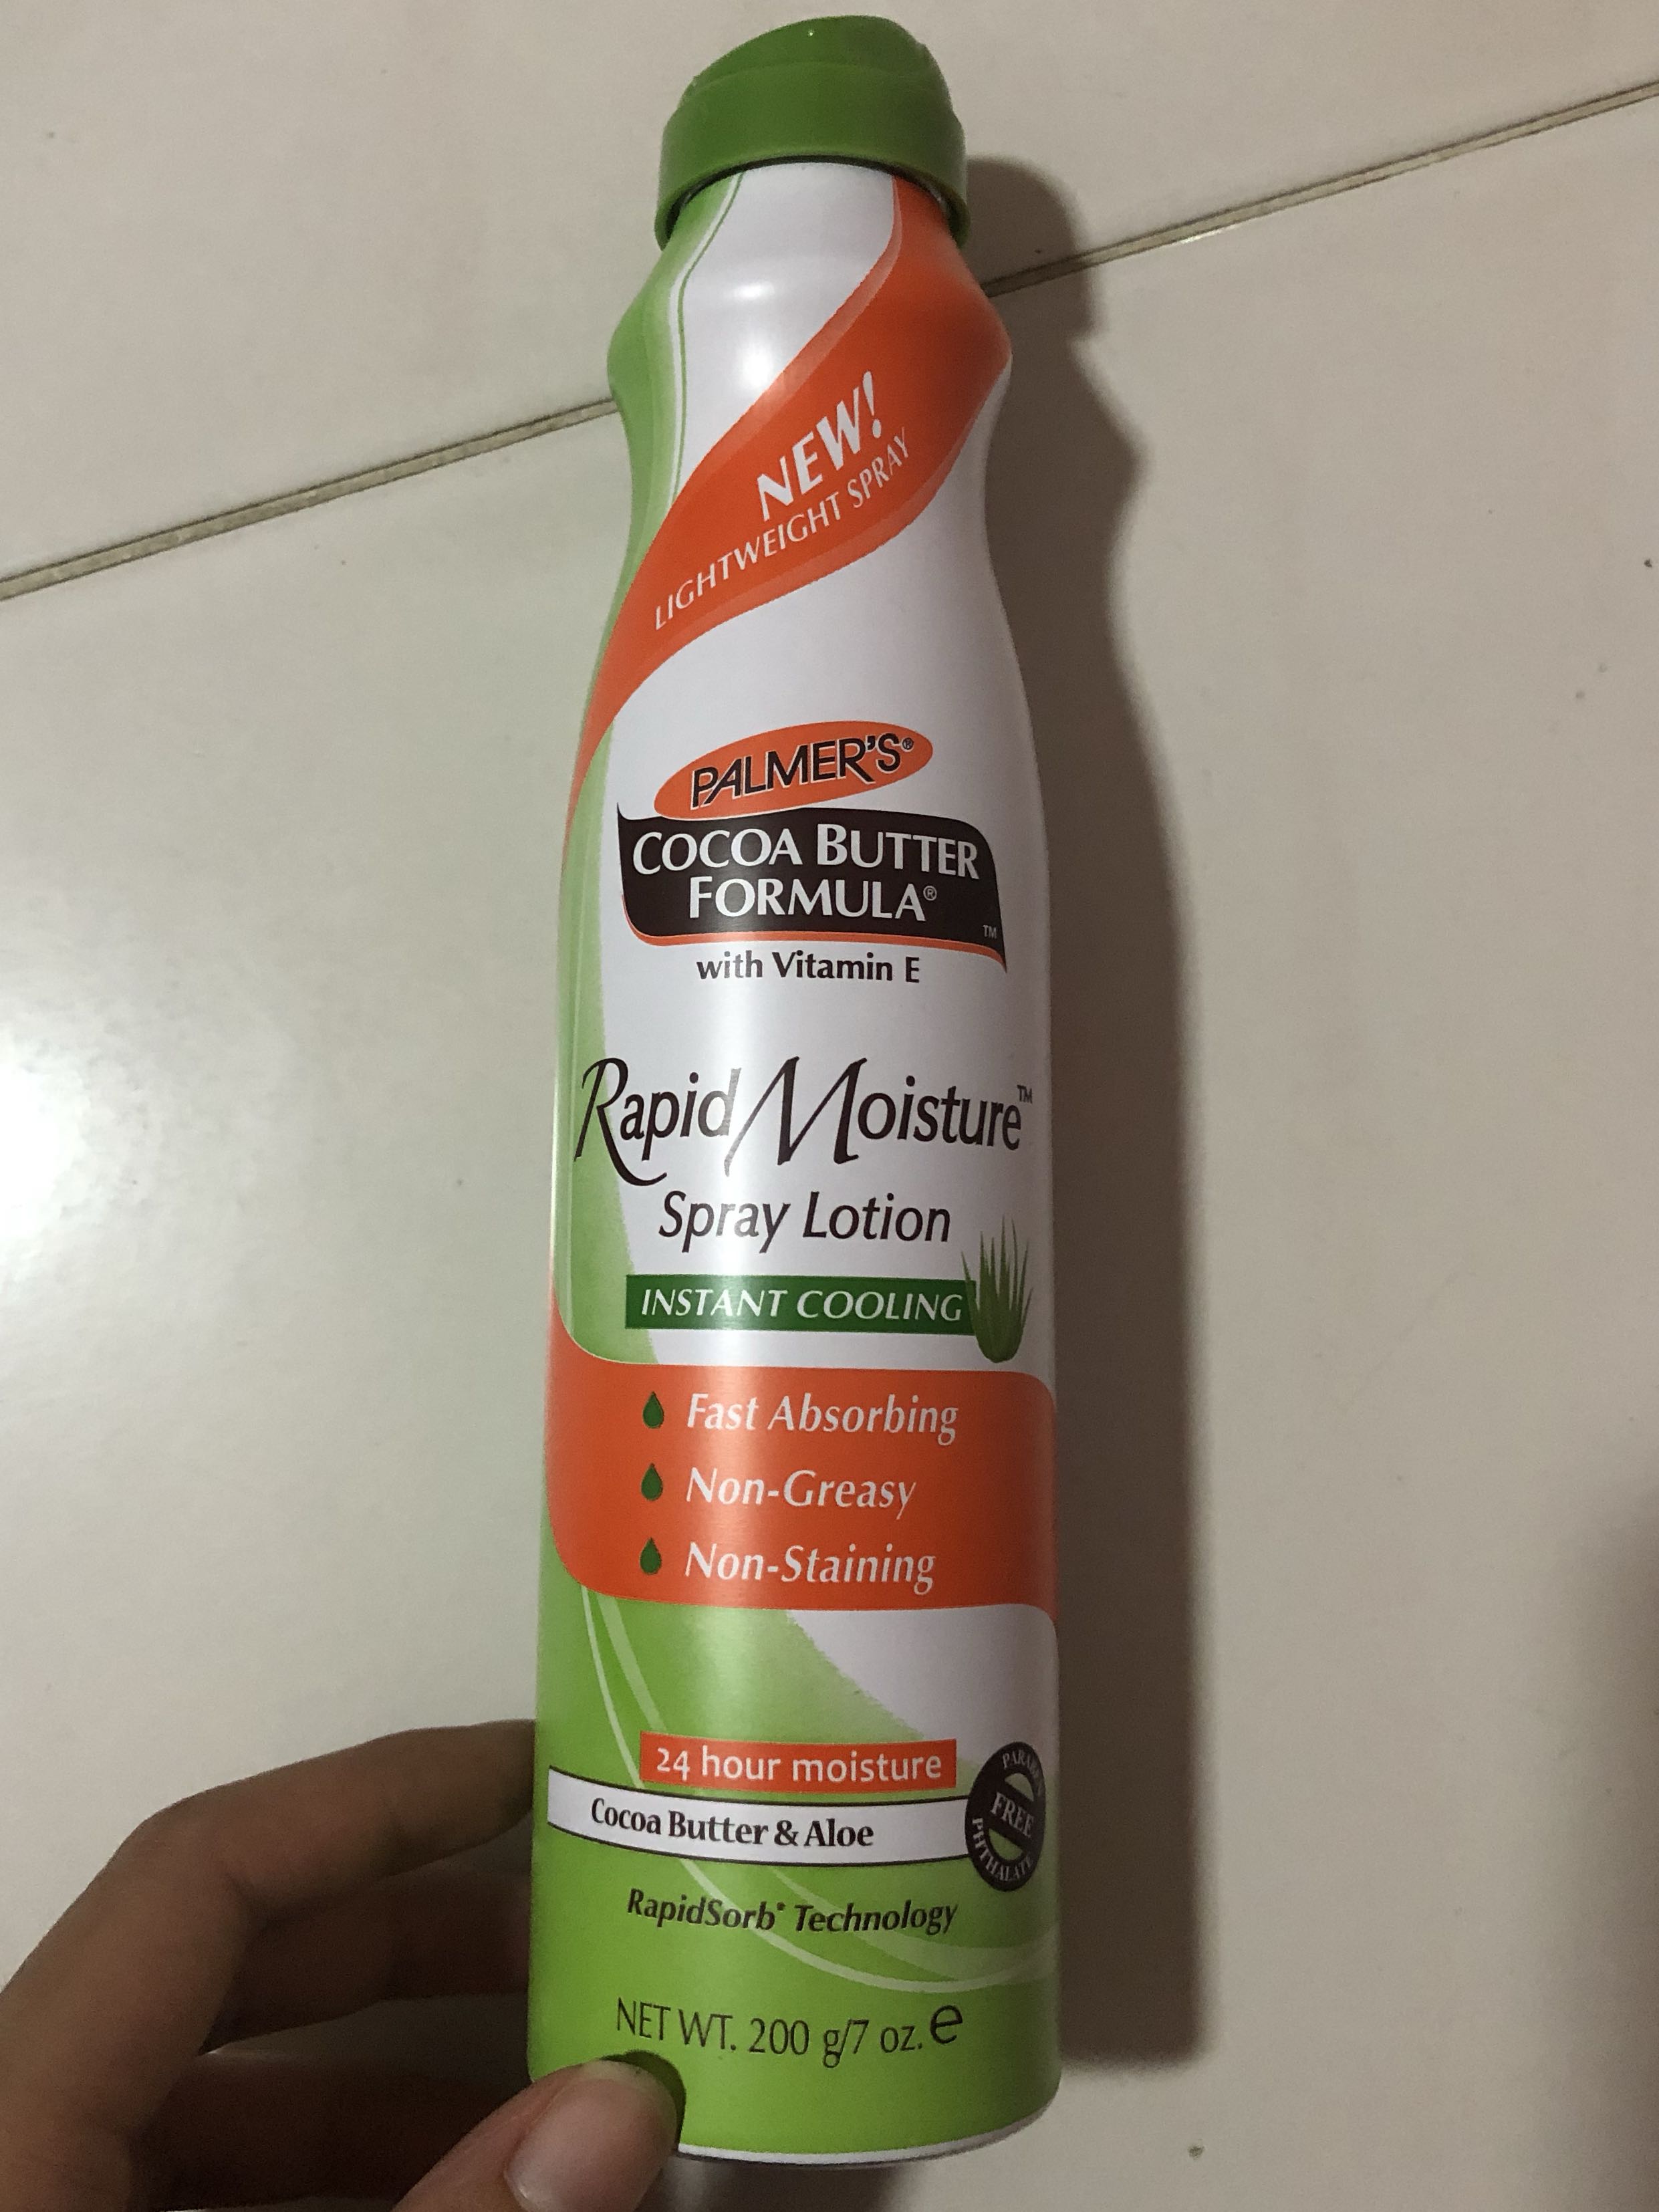 NEW!
LIGHTWEIGHT SPRAY
PALMER'S®
COCOA BUTTER
FORMULA®
TM
with Vitamin E
Rapid Moisture™
Spray Lotion
INSTANT COOLING
Fast Absorbing
Non-Greasy
Non-Staining
24 hour moisture
Cocoa Butter & Aloe
FREE
PHTHALATE
RapidSorb® Technology
NET WT. 200 g/7 oz. e